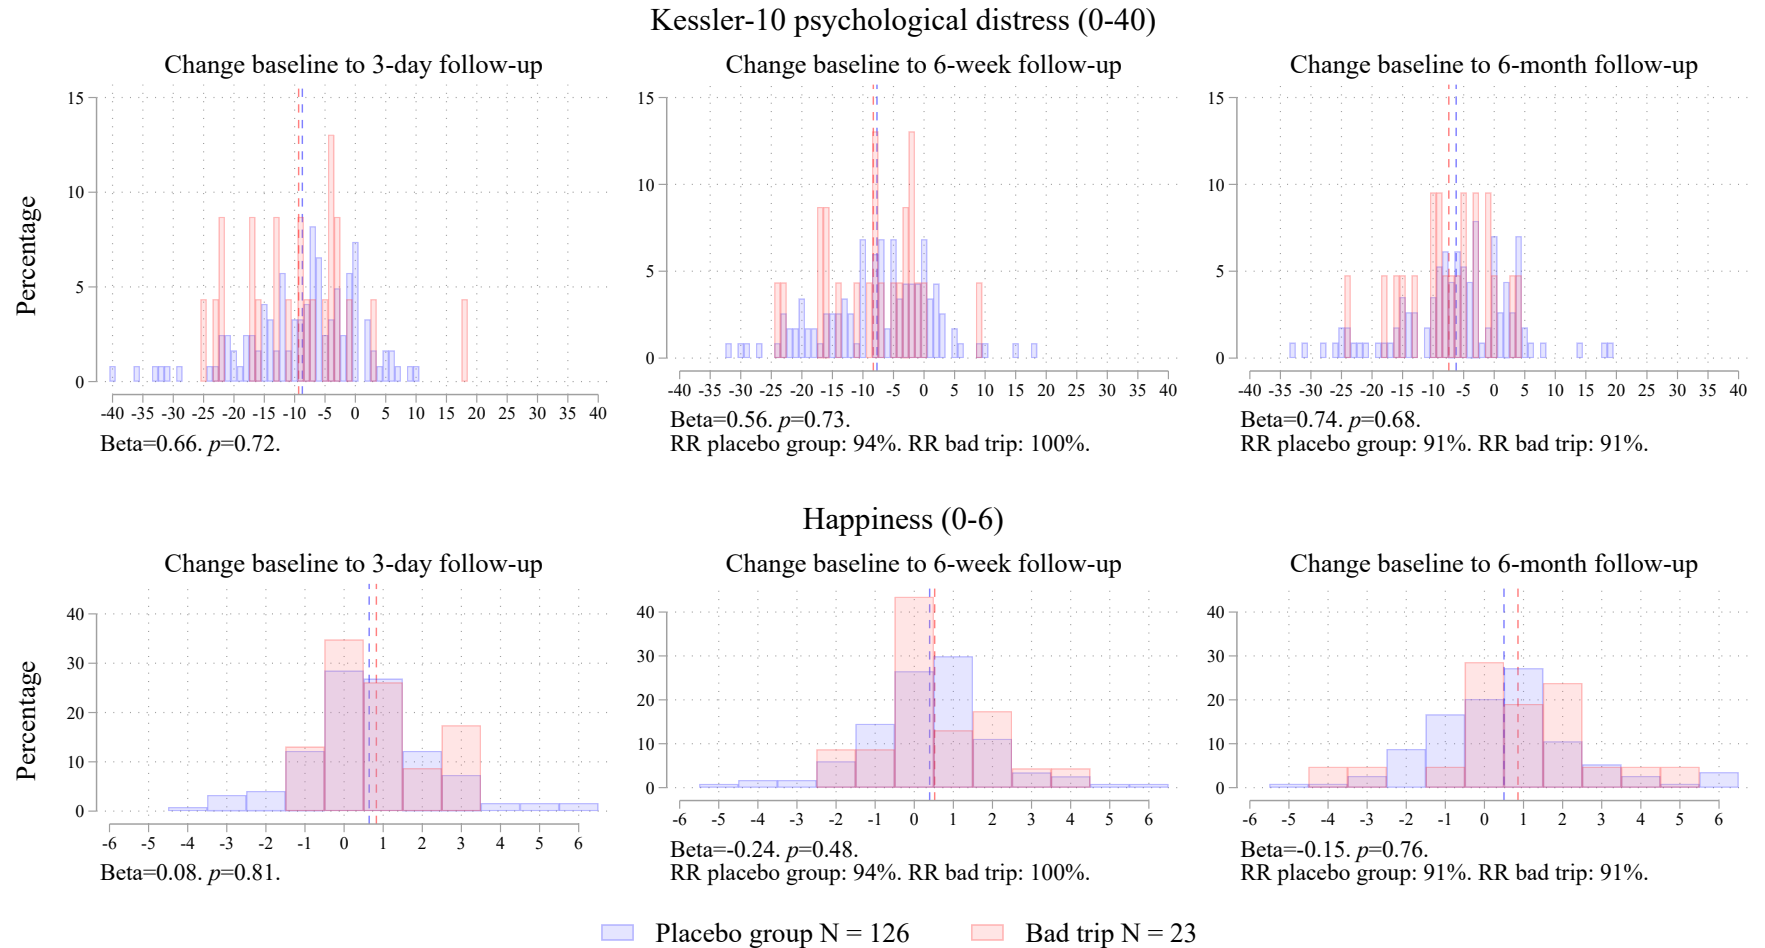 Kessler-10 psychological distress (0-40)
Change baseline to 3-day follow-up
Change baseline to 6-week follow-up
Change baseline to 6-month follow-up
Percentage
15
10
5
0
-40 -35 -30 -25 -20 -15 -10 -5 0 5 10 15 20 25 30 35 40
Beta=0.66. p=0.72.
15
10
5
0
-40 -35 -30 -25 -20 -15 -10 -5 0 5 10 15 20 25 30 35 40
Beta=0.56. p=0.73.
RR placebo group: 94%. RR bad trip: 100%.
15
10
5
0
-40 -35 -30 -25 -20 -15 -10 -5 0 5 10 15 20 25 30 35 40
Beta=0.74. p=0.68.
RR placebo group: 91%. RR bad trip: 91%.
Happiness (0-6)
Change baseline to 3-day follow-up
Change baseline to 6-week follow-up
Change baseline to 6-month follow-up
Percentage
40
30
20
10
0
-6 -5 -4 -3 -2 -1 0 1 2 3 4 5 6
Beta=0.08. p=0.81.
40
30
20
10
0
-6 -5 -4 -3 -2 -1 0 1 2 3 4 5 6
Beta=-0.24. p=0.48.
RR placebo group: 94%. RR bad trip: 100%.
40
30
20
10
0
-6 -5 -4 -3 -2 -1 0 1 2 3 4 5 6
Beta=-0.15. p=0.76.
RR placebo group: 91%. RR bad trip: 91%.
Placebo group N = 126
Bad trip N = 23